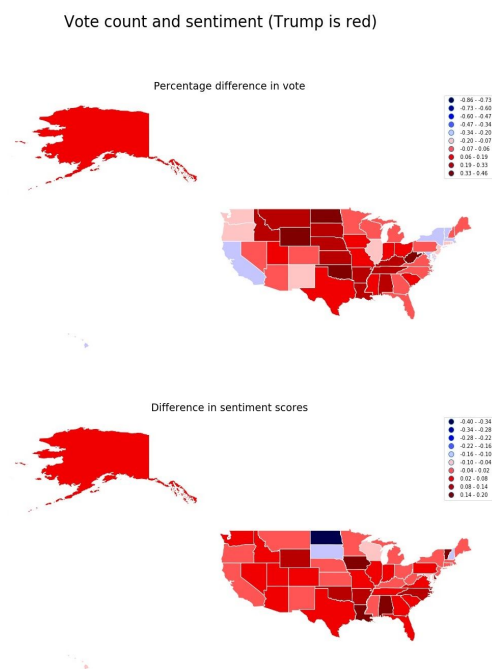 Vote count and sentiment (Trump is red)
Percentage difference in vote
-0.86 - -0.73
-0.73 - -0.60
-0.60 - -0.47
-0.47 - -0.34
-0.34 - -0.20
-0.20 - -0.07
-0.07 - 0.06
0.06 - 0.19
0.19 - 0.33
0.33 - 0.46
Difference in sentiment scores
-0.40 - -0.34
-0.34 - -0.28
-0.28 - -0.22
-0.22 - -0.16
-0.16 - -0.10
-0.10 - -0.04
-0.04 - 0.02
0.02 - 0.08
0.08 - 0.14
0.14 - 0.20